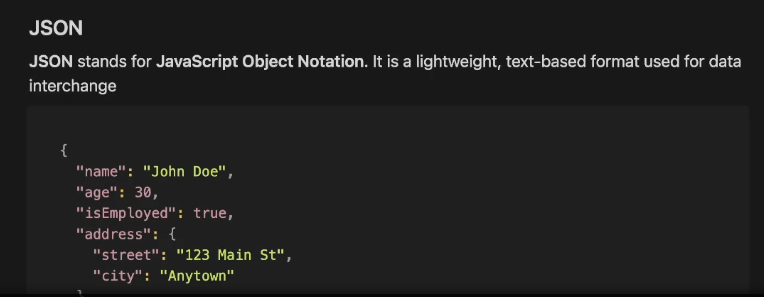 JSON
JSON stands for JavaScript Object Notation. It is a lightweight, text-based format used for data
interchange
{
"name": "John Doe",
"age": 30,
"isEmployed": true,
"address": {
"street": "123 Main St",
"city": "Anytown"
}